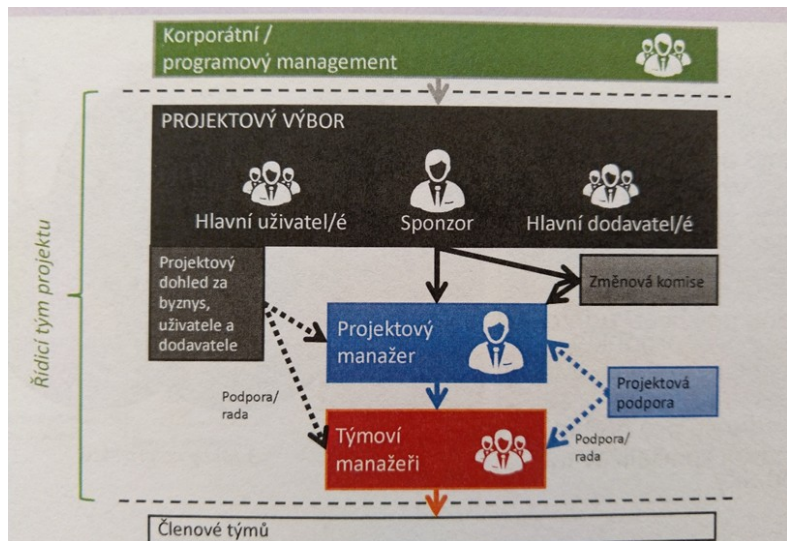 Korporátní /
programový management
PROJEKTOVÝ VÝBOR
Hlavní uživatel/é
Sponzor
Hlavní dodavatel/é
Projektový
dohled za
byznys,
uživatele a
dodavatele
Změnová komise
Projektový
manažer
Projektová
podpora
Podpora/
rada
Týmoví
manažeři
Podpora/
rada
Členové týmů
Řídicí tým projektu